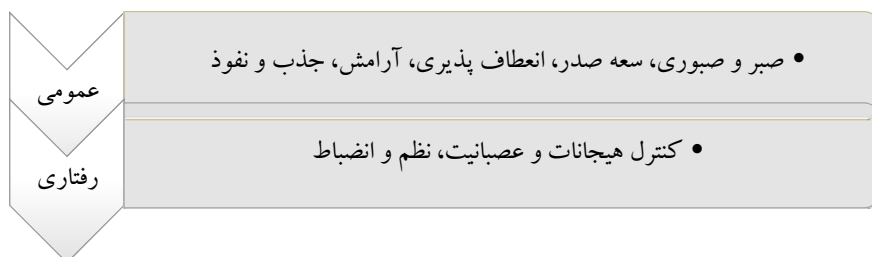 • صبر و صبوری، سعه صدر، انعطاف پذیری، آرامش، جذب و نفوذ
عمومی
• کنترل هیجانات و عصبانیت، نظم و انضباط
رفتاری